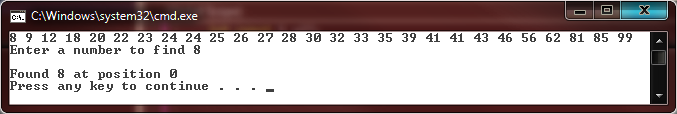 C:\Windows\system32\cmd.exe
8 9 12 18 20 22 23 24 24 25 26 27 28 30 32 33 35 39 41 41 43 46 56 62 81 85 99
Enter a number to find 8
Found 8 at position 0
Press any key to continue . . . _